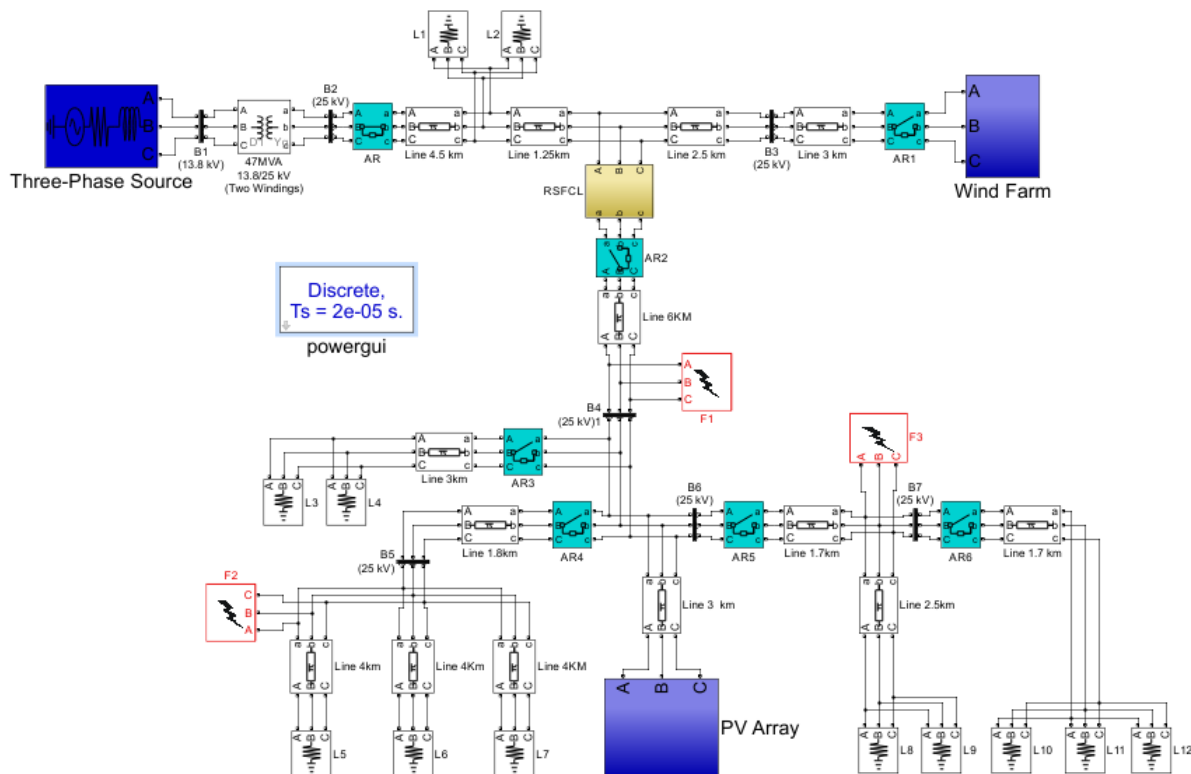 L1
L2
A B C
A B C
B2
(25 kV)
A
B
C
A a
B b
C c
D1 Yg
B1
(13.8 kV)
47MVA
13.8/25 kV
(Two Windings)
Three-Phase Source
A a
B b
C c
AR
A a
B b
C c
Line 4.5 km
A a
B b
C c
Line 1.25km
A a
B b
C c
Line 2.5 km
B3
(25 kV)
A a
B b
C c
Line 3 km
A a
B b
C c
AR1
A
B
C
Wind Farm
A B C
RSFCL
a b c
a b c
A B C
AR2
a b c
A B C
Line 6KM
Discrete,
Ts = 2e-05 s.
powergui
A
B
C
F1
B4
(25 kV)1
A a
B b
C c
Line 3km
A a
B b
C c
AR3
A B C
L3
A B C
L4
F3
A B C
A a
B b
C c
Line 1.8km
A a
B b
C c
AR4
B6
(25 kV)
A a
B b
C c
AR5
A a
B b
C c
Line 1.7km
B7
(25 kV)
A a
B b
C c
AR6
A a
B b
C c
Line 1.7 km
B5
(25 kV)
F2
C
B
A
a b c
A B C
Line 4km
a b c
A B C
Line 4Km
a b c
A B C
Line 4KM
a b c
A B C
Line 3 km
a b c
A B C
Line 2.5km
A B C
L5
A B C
L6
A B C
L7
A B C
PV Array
A B C
L8
A B C
L9
A B C
L10
A B C
L11
A B C
L12